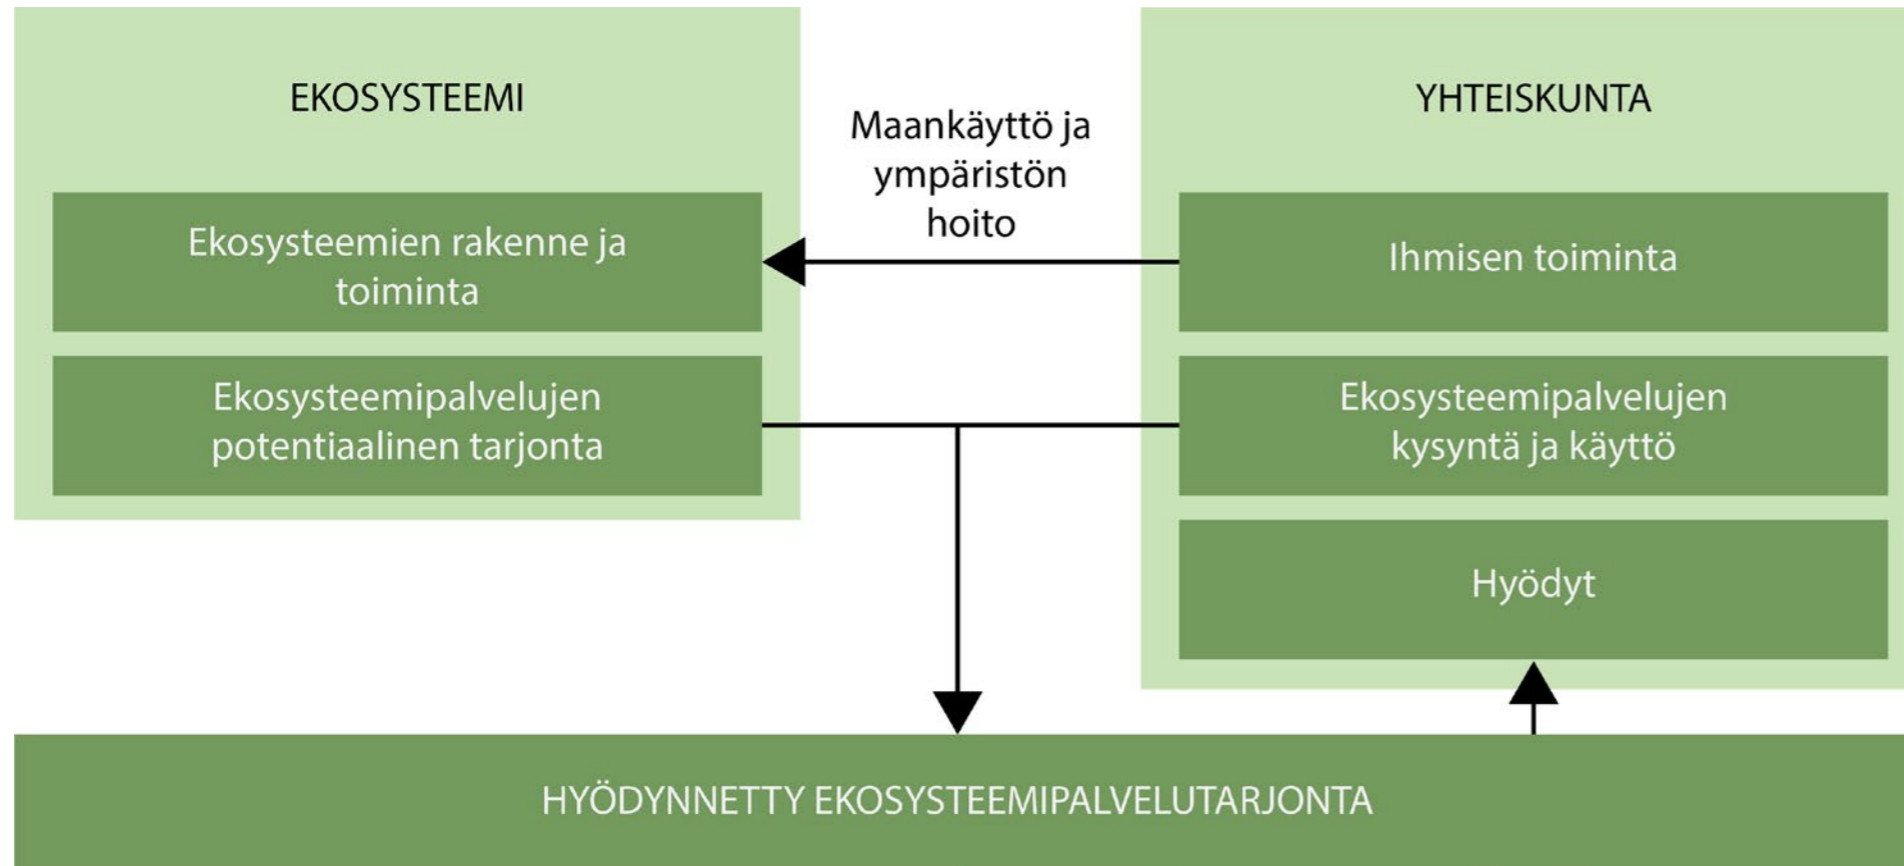 EKOSYSTEEMI
Ekosysteemien rakenne ja
toiminta
Ekosysteemipalvelujen
potentiaalinen tarjonta
Maankäyttö ja
ympäristön
hoito
YHTEISKUNTA
Ihmisen toiminta
Ekosysteemipalvelujen
kysyntä ja käyttö
Hyödyt
HYÖDYNNETTY EKOSYSTEEMIPALVELUTARJONTA